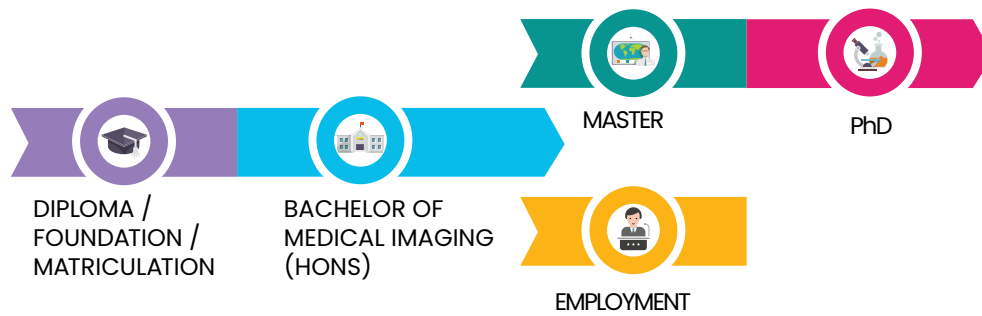 DIPLOMA /
FOUNDATION /
MATRICULATION
BACHELOR OF
MEDICAL IMAGING
(HONS)
MASTER
PhD
EMPLOYMENT